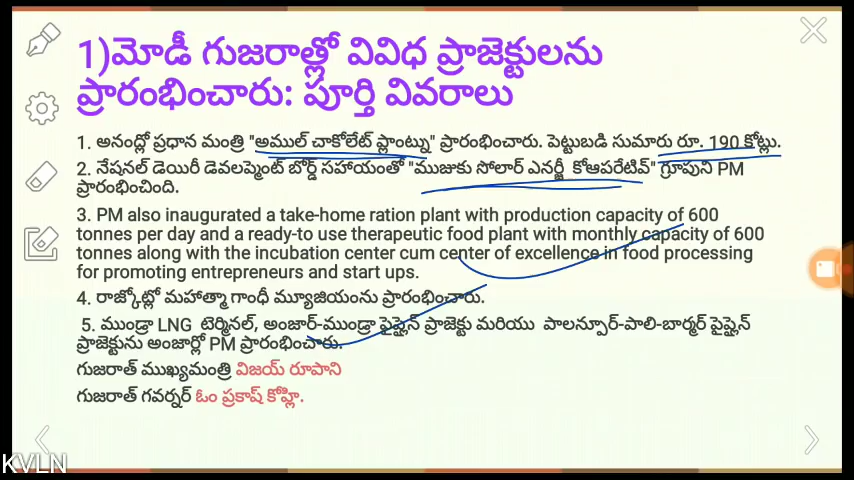 1)మోడీ గుజరాత్లో వివిధ ప్రాజెక్టులను
ప్రారంభించారు: పూర్తి వివరాలు
1. అనంద్లో ప్రధాన మంత్రి "అముల్ చాకోలేట్ ప్లాంట్ను" ప్రారంభించారు. పెట్టుబడి సుమారు రూ. 190 కోట్లు.
2. నేషనల్ డెయిరీ డెవలప్మెంట్ బోర్డ్ సహాయంతో "ముజుకు సోలార్ ఎనర్జీ కోఆపరేటివ్" గ్రూపుని PM
ప్రారంభించింది.
3. PM also inaugurated a take-home ration plant with production capacity of 600
tonnes per day and a ready-to use therapeutic food plant with monthly capacity of 600
tonnes along with the incubation center cum center of excellence in food processing
for promoting entrepreneurs and start ups.
4. రాజ్కోట్లో మహాత్మా గాంధీ మ్యూజియంను ప్రారంభించారు.
5. ముండ్రా LNG టెర్మినల్, అంజార్-ముండ్రా పైప్లైన్ ప్రాజెక్టు మరియు పాలన్పూర్-పాలి-బార్మర్ పైప్లైన్
ప్రాజెక్టును అంజార్లో PM ప్రారంభించారు.
గుజరాత్ ముఖ్యమంత్రి విజయ్ రూపాని
గుజరాత్ గవర్నర్ ఓం ప్రకాష్ కోహ్లి.
KVLN